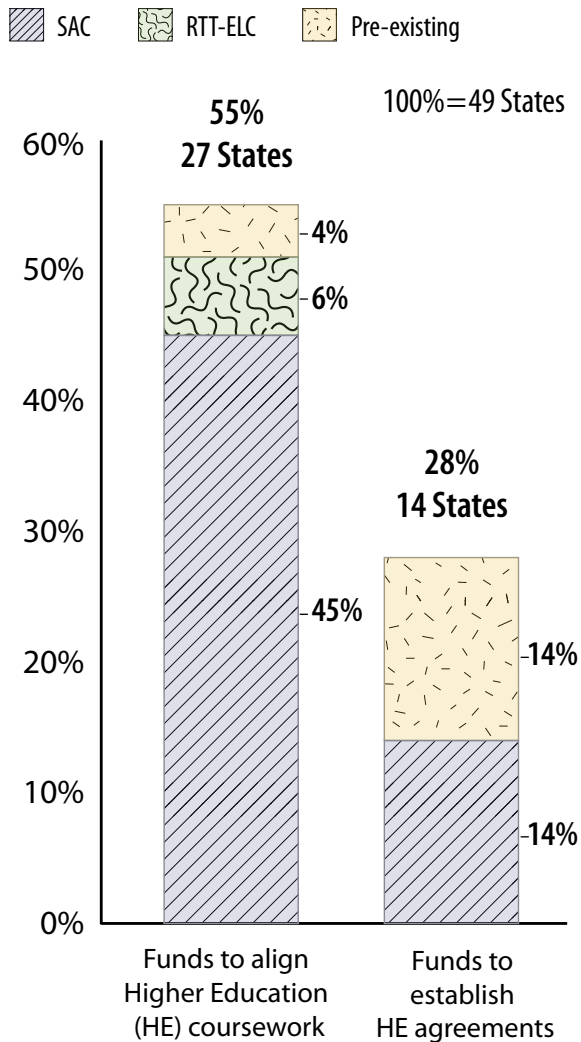 SAC RTT-ELC Pre-existing
100%=49 States
55%
27 States
60%
50%
40%
30%
20%
10%
0%
4%
6%
45%
28%
14 States
14%
14%
Funds to align
Higher Education
(HE) coursework
Funds to
establish
HE agreements